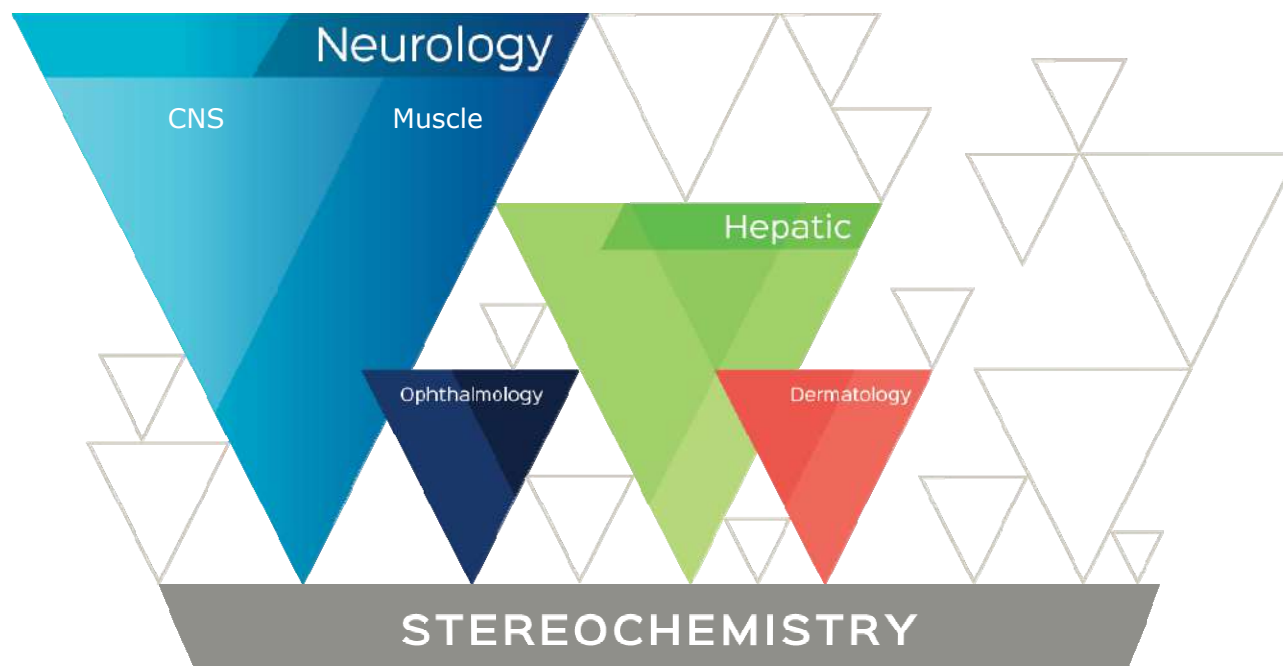 Neurology
CNS
Muscle
Hepatic
Ophthalmology
Dermatology
STEREOCHEMISTRY